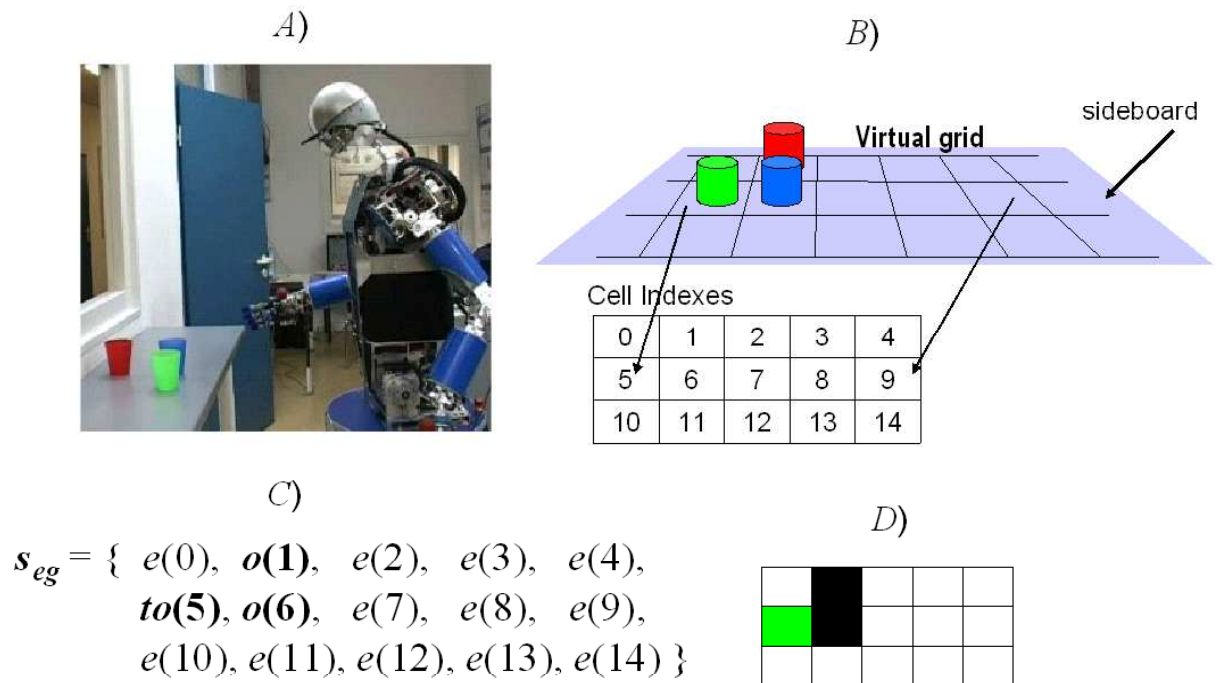 A)
B)
sideboard
Virtual grid
Cell Indexes
0 1 2 3 4
5 6 7 8 9
10 11 12 13 14
C)
s_eg = { e(0), o(1), e(2), e(3), e(4),
to(5), o(6), e(7), e(8), e(9),
e(10), e(11), e(12), e(13), e(14) }
D)